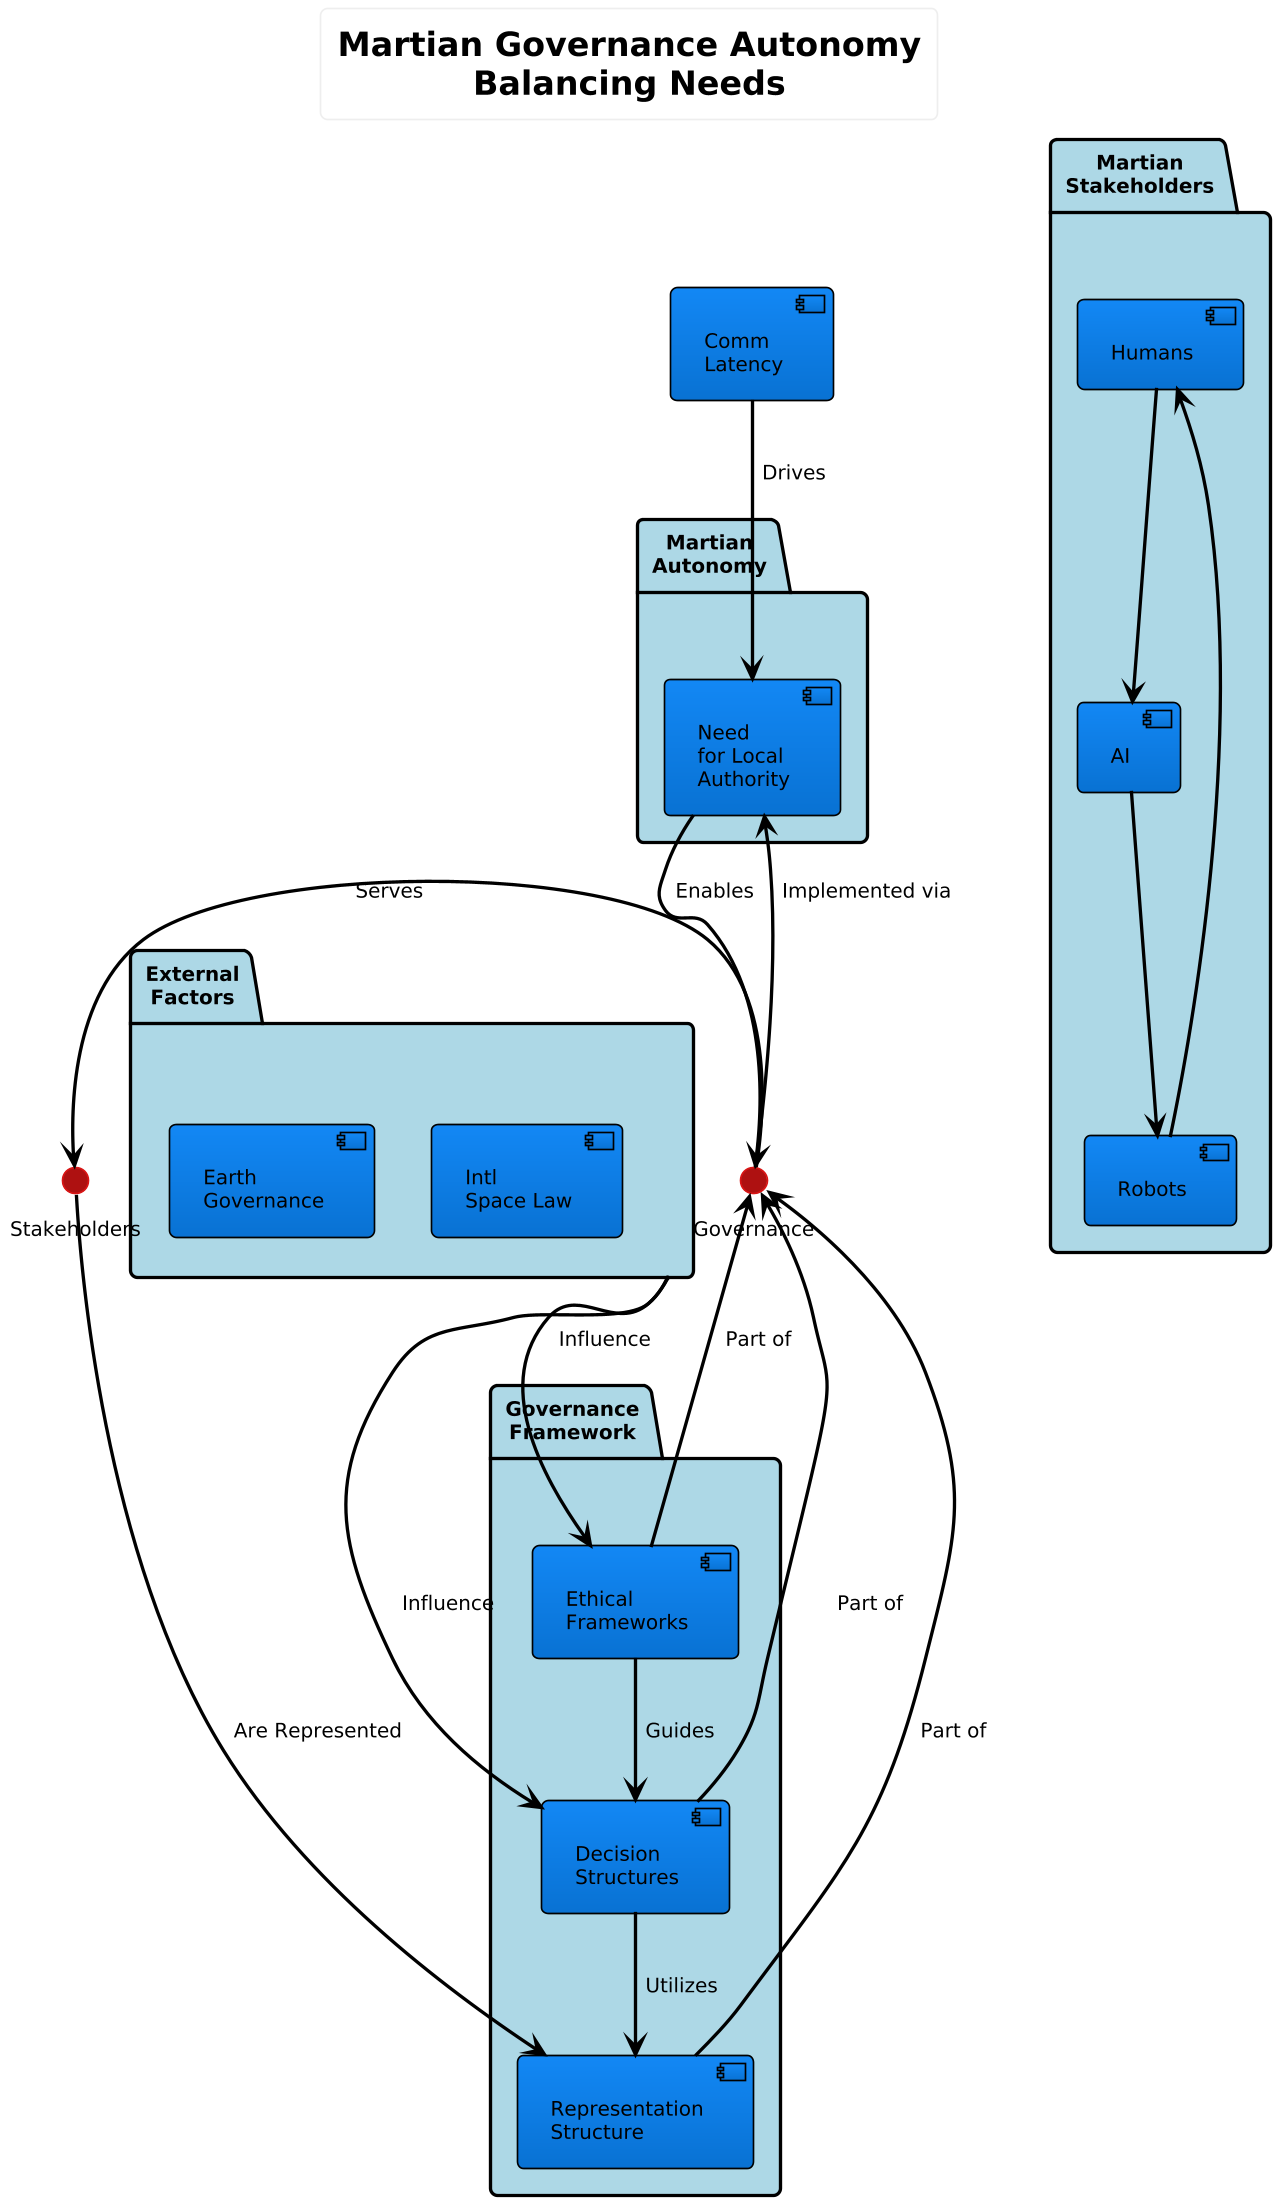 Martian Governance Autonomy
Balancing Needs
Martian
Stakeholders
Comm
Latency
Humans
Drives
Martian
Autonomy
Need
for Local
Authority
AI
Serves
Enables
Implemented via
External
Factors
Earth
Governance
Intl
Space Law
Robots
Stakeholders
Governance
Influence
Part of
Governance
Framework
Ethical
Frameworks
Influence
Part of
Are Represented
Guides
Part of
Decision
Structures
Utilizes
Representation
Structure